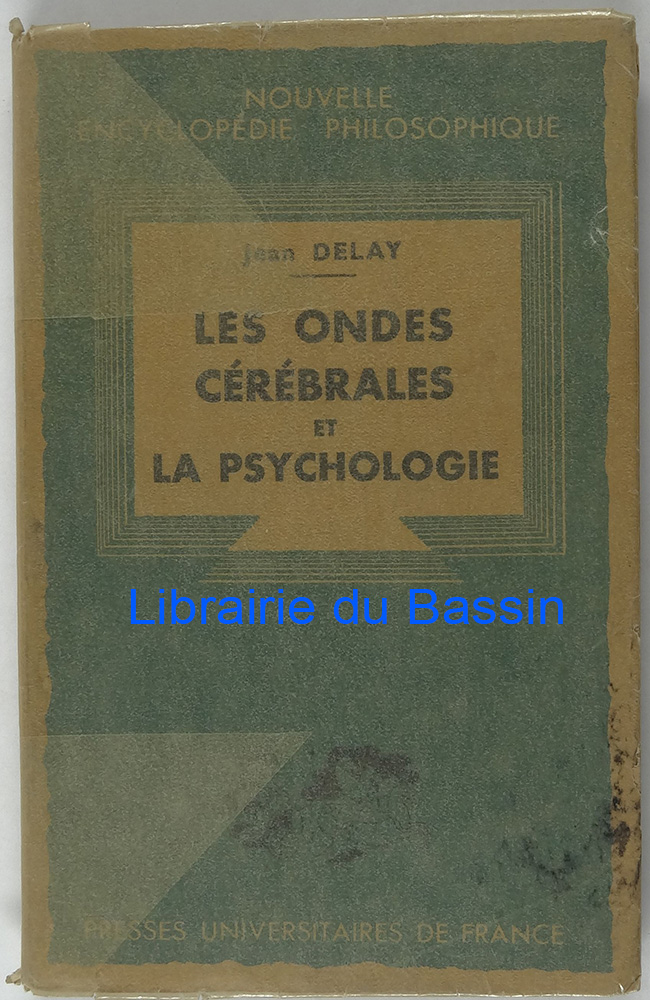 NOUVELLE
ENCYCLOPÉDIE PHILOSOPHIQUE
Jean DELAY
LES ONDES
CÉRÉBRALES
ET
LA PSYCHOLOGIE
Librairie du Bassin
PRESSES UNIVERSITAIRES DE FRANCE